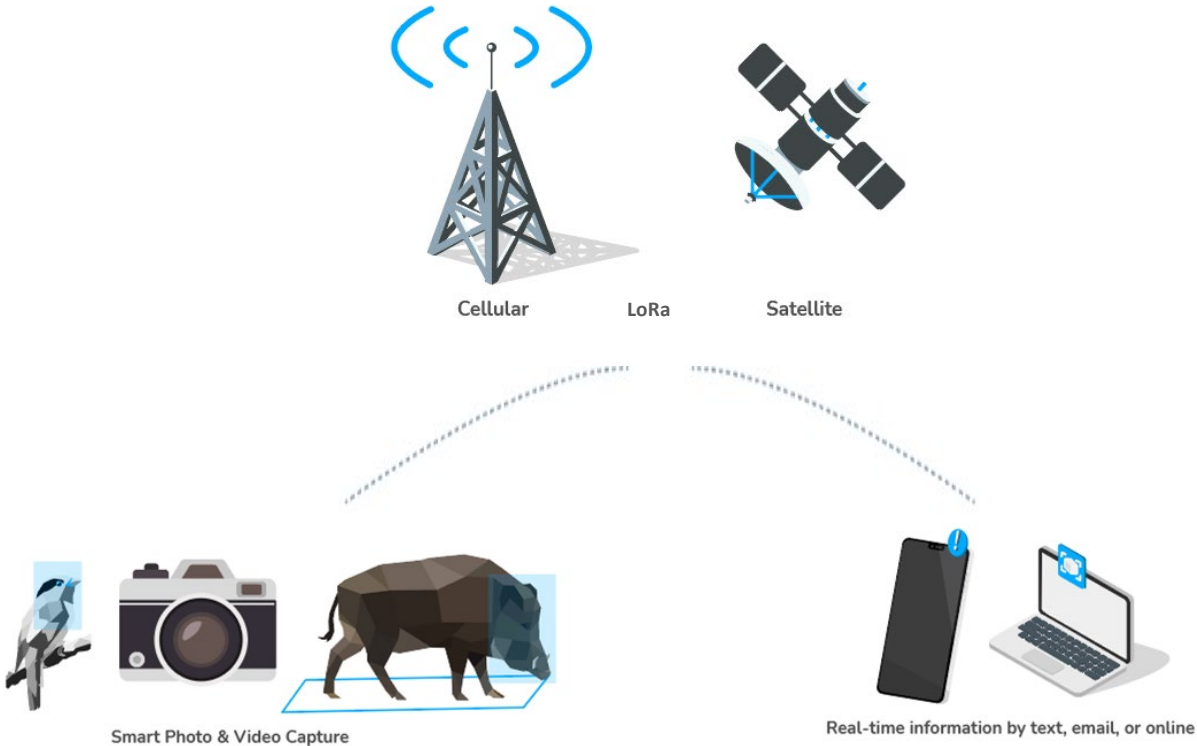 Cellular
LoRa
Satellite
Smart Photo & Video Capture
Real-time information by text, email, or online